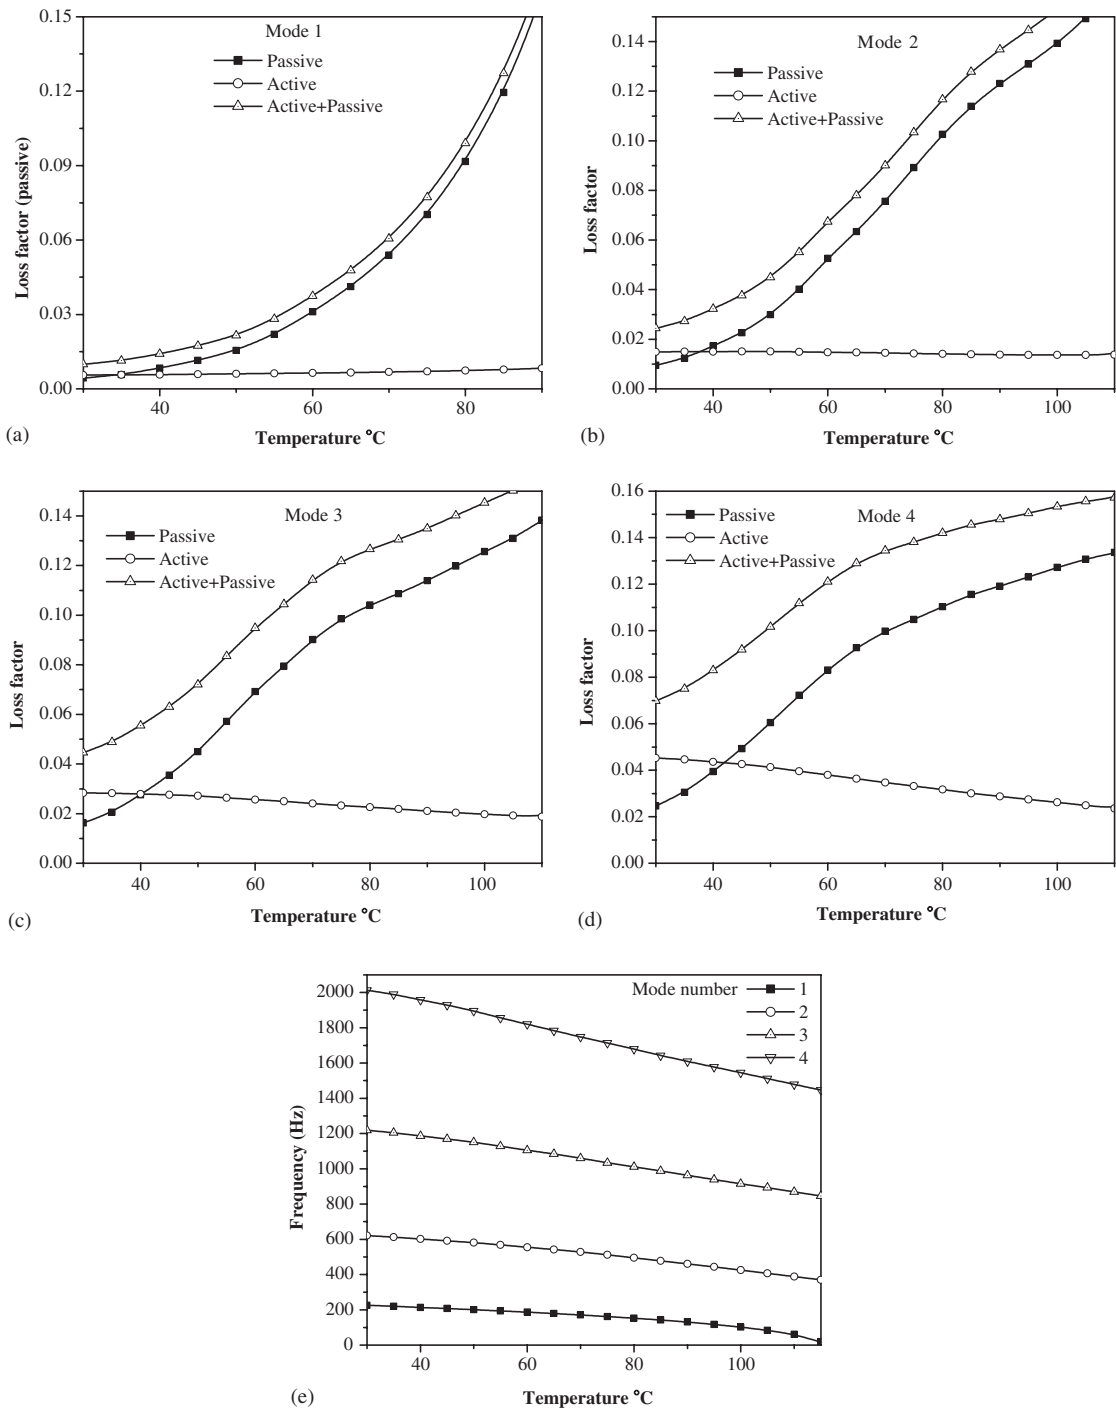 0.15
0.12
0.09
0.06
0.03
0.00
Loss factor (passive)
Mode 1
Passive
Active
Active+Passive
40
60
80
Temperature °C
(a)
0.14
0.12
0.10
0.08
0.06
0.04
0.02
0.00
Loss factor
Mode 2
Passive
Active
Active+Passive
40
60
80
100
Temperature °C
(b)
0.14
0.12
0.10
0.08
0.06
0.04
0.02
0.00
Loss factor
Mode 3
Passive
Active
Active+Passive
40
60
80
100
Temperature °C
(c)
0.16
0.14
0.12
0.10
0.08
0.06
0.04
0.02
0.00
Loss factor
Mode 4
Passive
Active
Active+Passive
40
60
80
100
Temperature °C
(d)
2000
1800
1600
1400
1200
1000
800
600
400
200
0
Frequency (Hz)
Mode number 1
2
3
4
40
60
80
100
Temperature °C
(e)